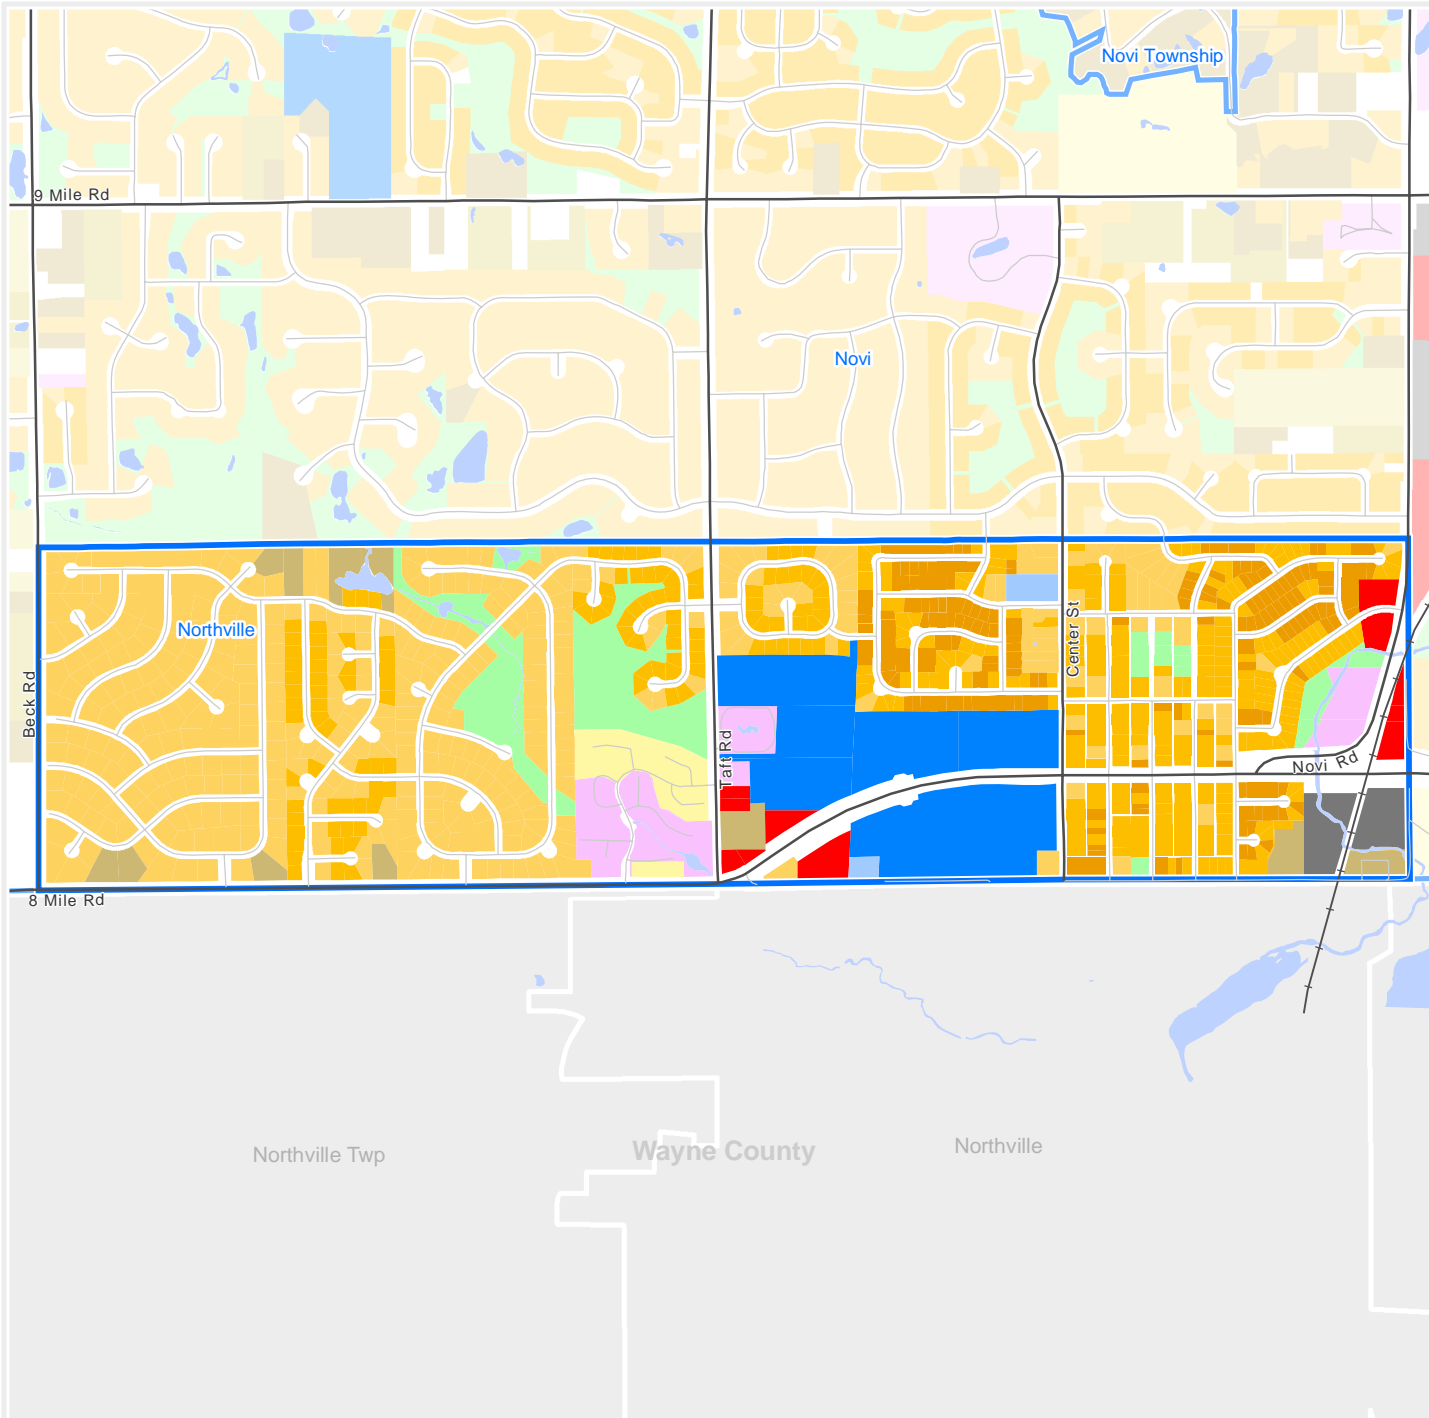 Novi Township
9 Mile Rd
Novi
Northville
Center St
Beck Rd
Taft Rd
Novi Rd
8 Mile Rd
Northville Twp
Wayne County
Northville